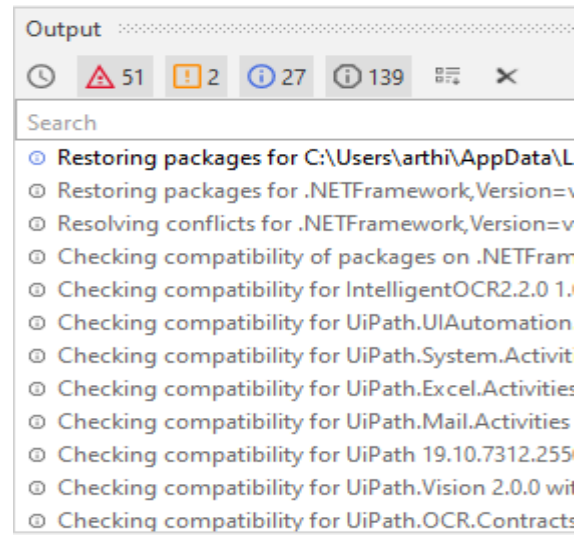 Output
51 2 27 139
Search
Restoring packages for C:\Users\arthi\AppData\L
Restoring packages for .NETFramework,Version=v
Resolving conflicts for .NETFramework,Version=v
Checking compatibility of packages on .NETFram
Checking compatibility for IntelligentOCR2.2.0 1.
Checking compatibility for UiPath.UIAutomation
Checking compatibility for UiPath.System.Activiti
Checking compatibility for UiPath.Excel.Activities
Checking compatibility for UiPath.Mail.Activities
Checking compatibility for UiPath 19.10.7312.255
Checking compatibility for UiPath.Vision 2.0.0 wit
Checking compatibility for UiPath.OCR.Contracts